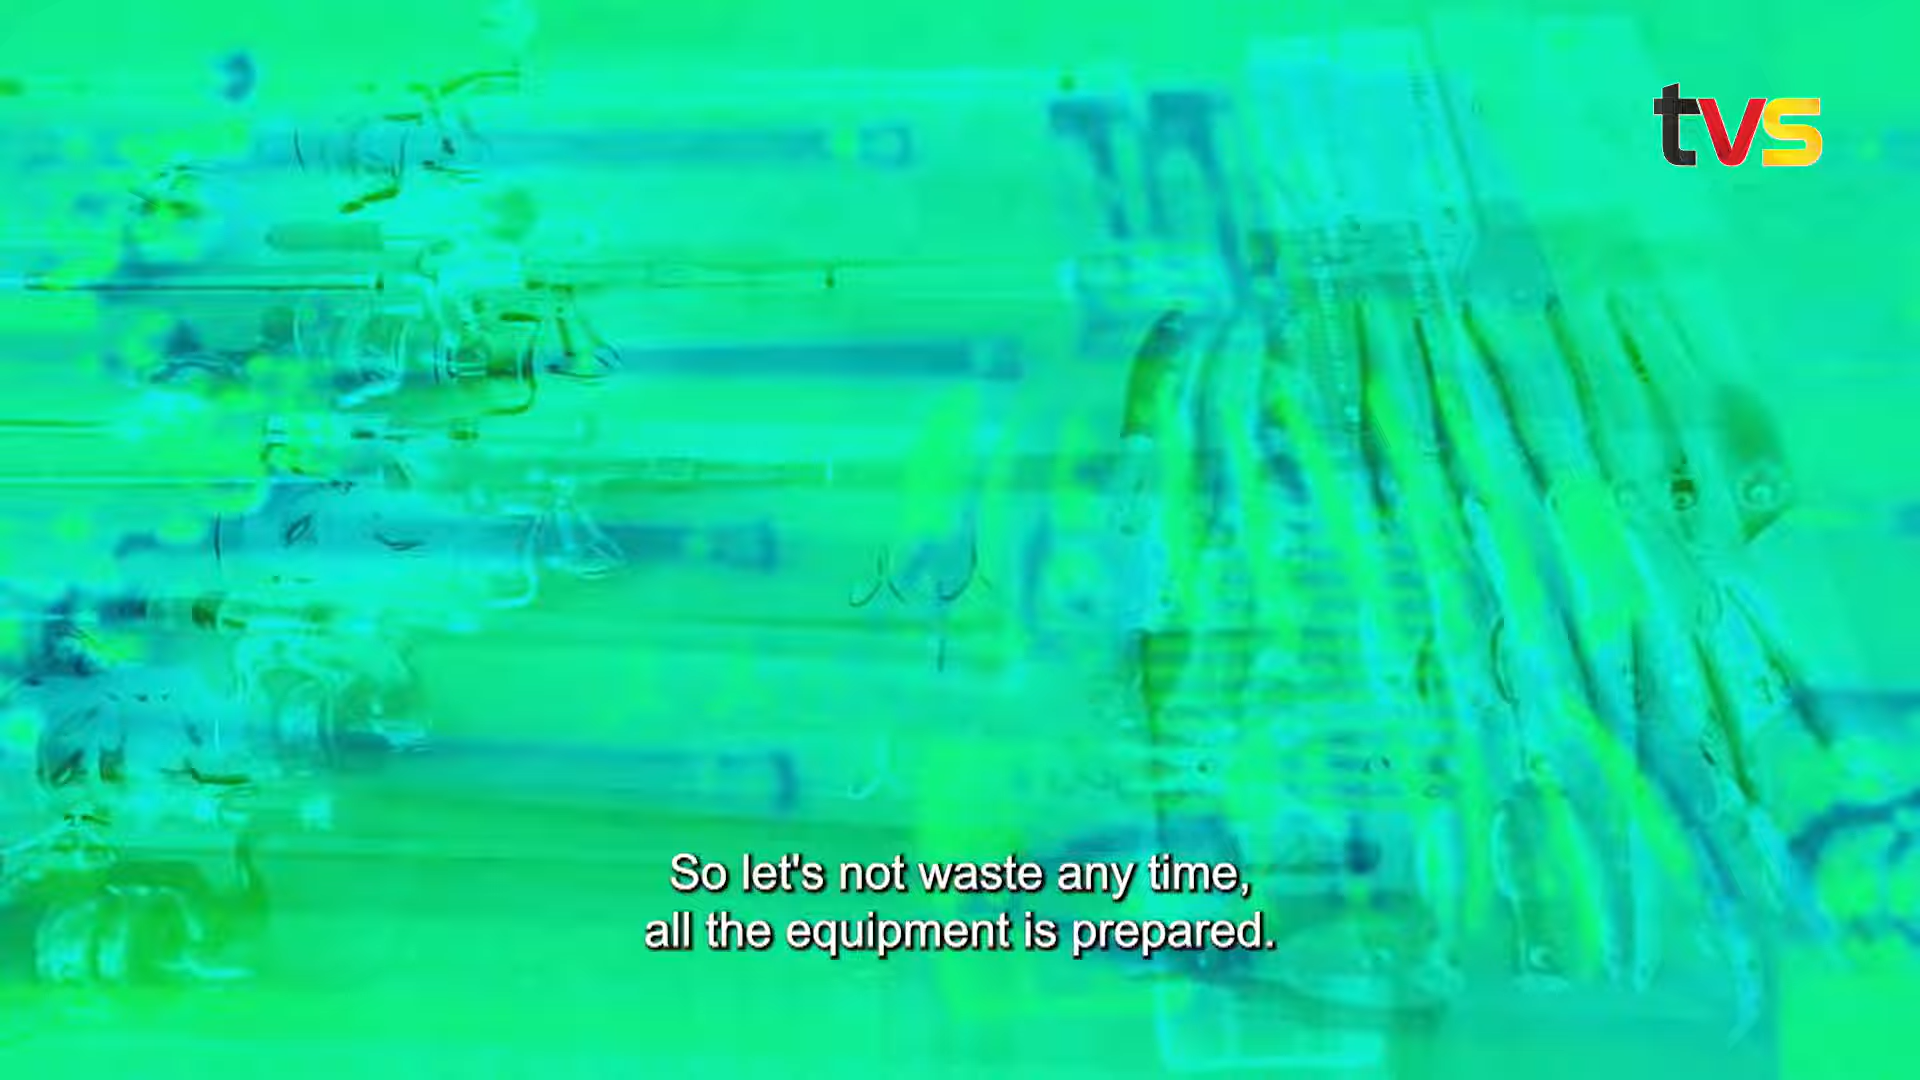 tvs
So let's not waste any time,
all the equipment is prepared.